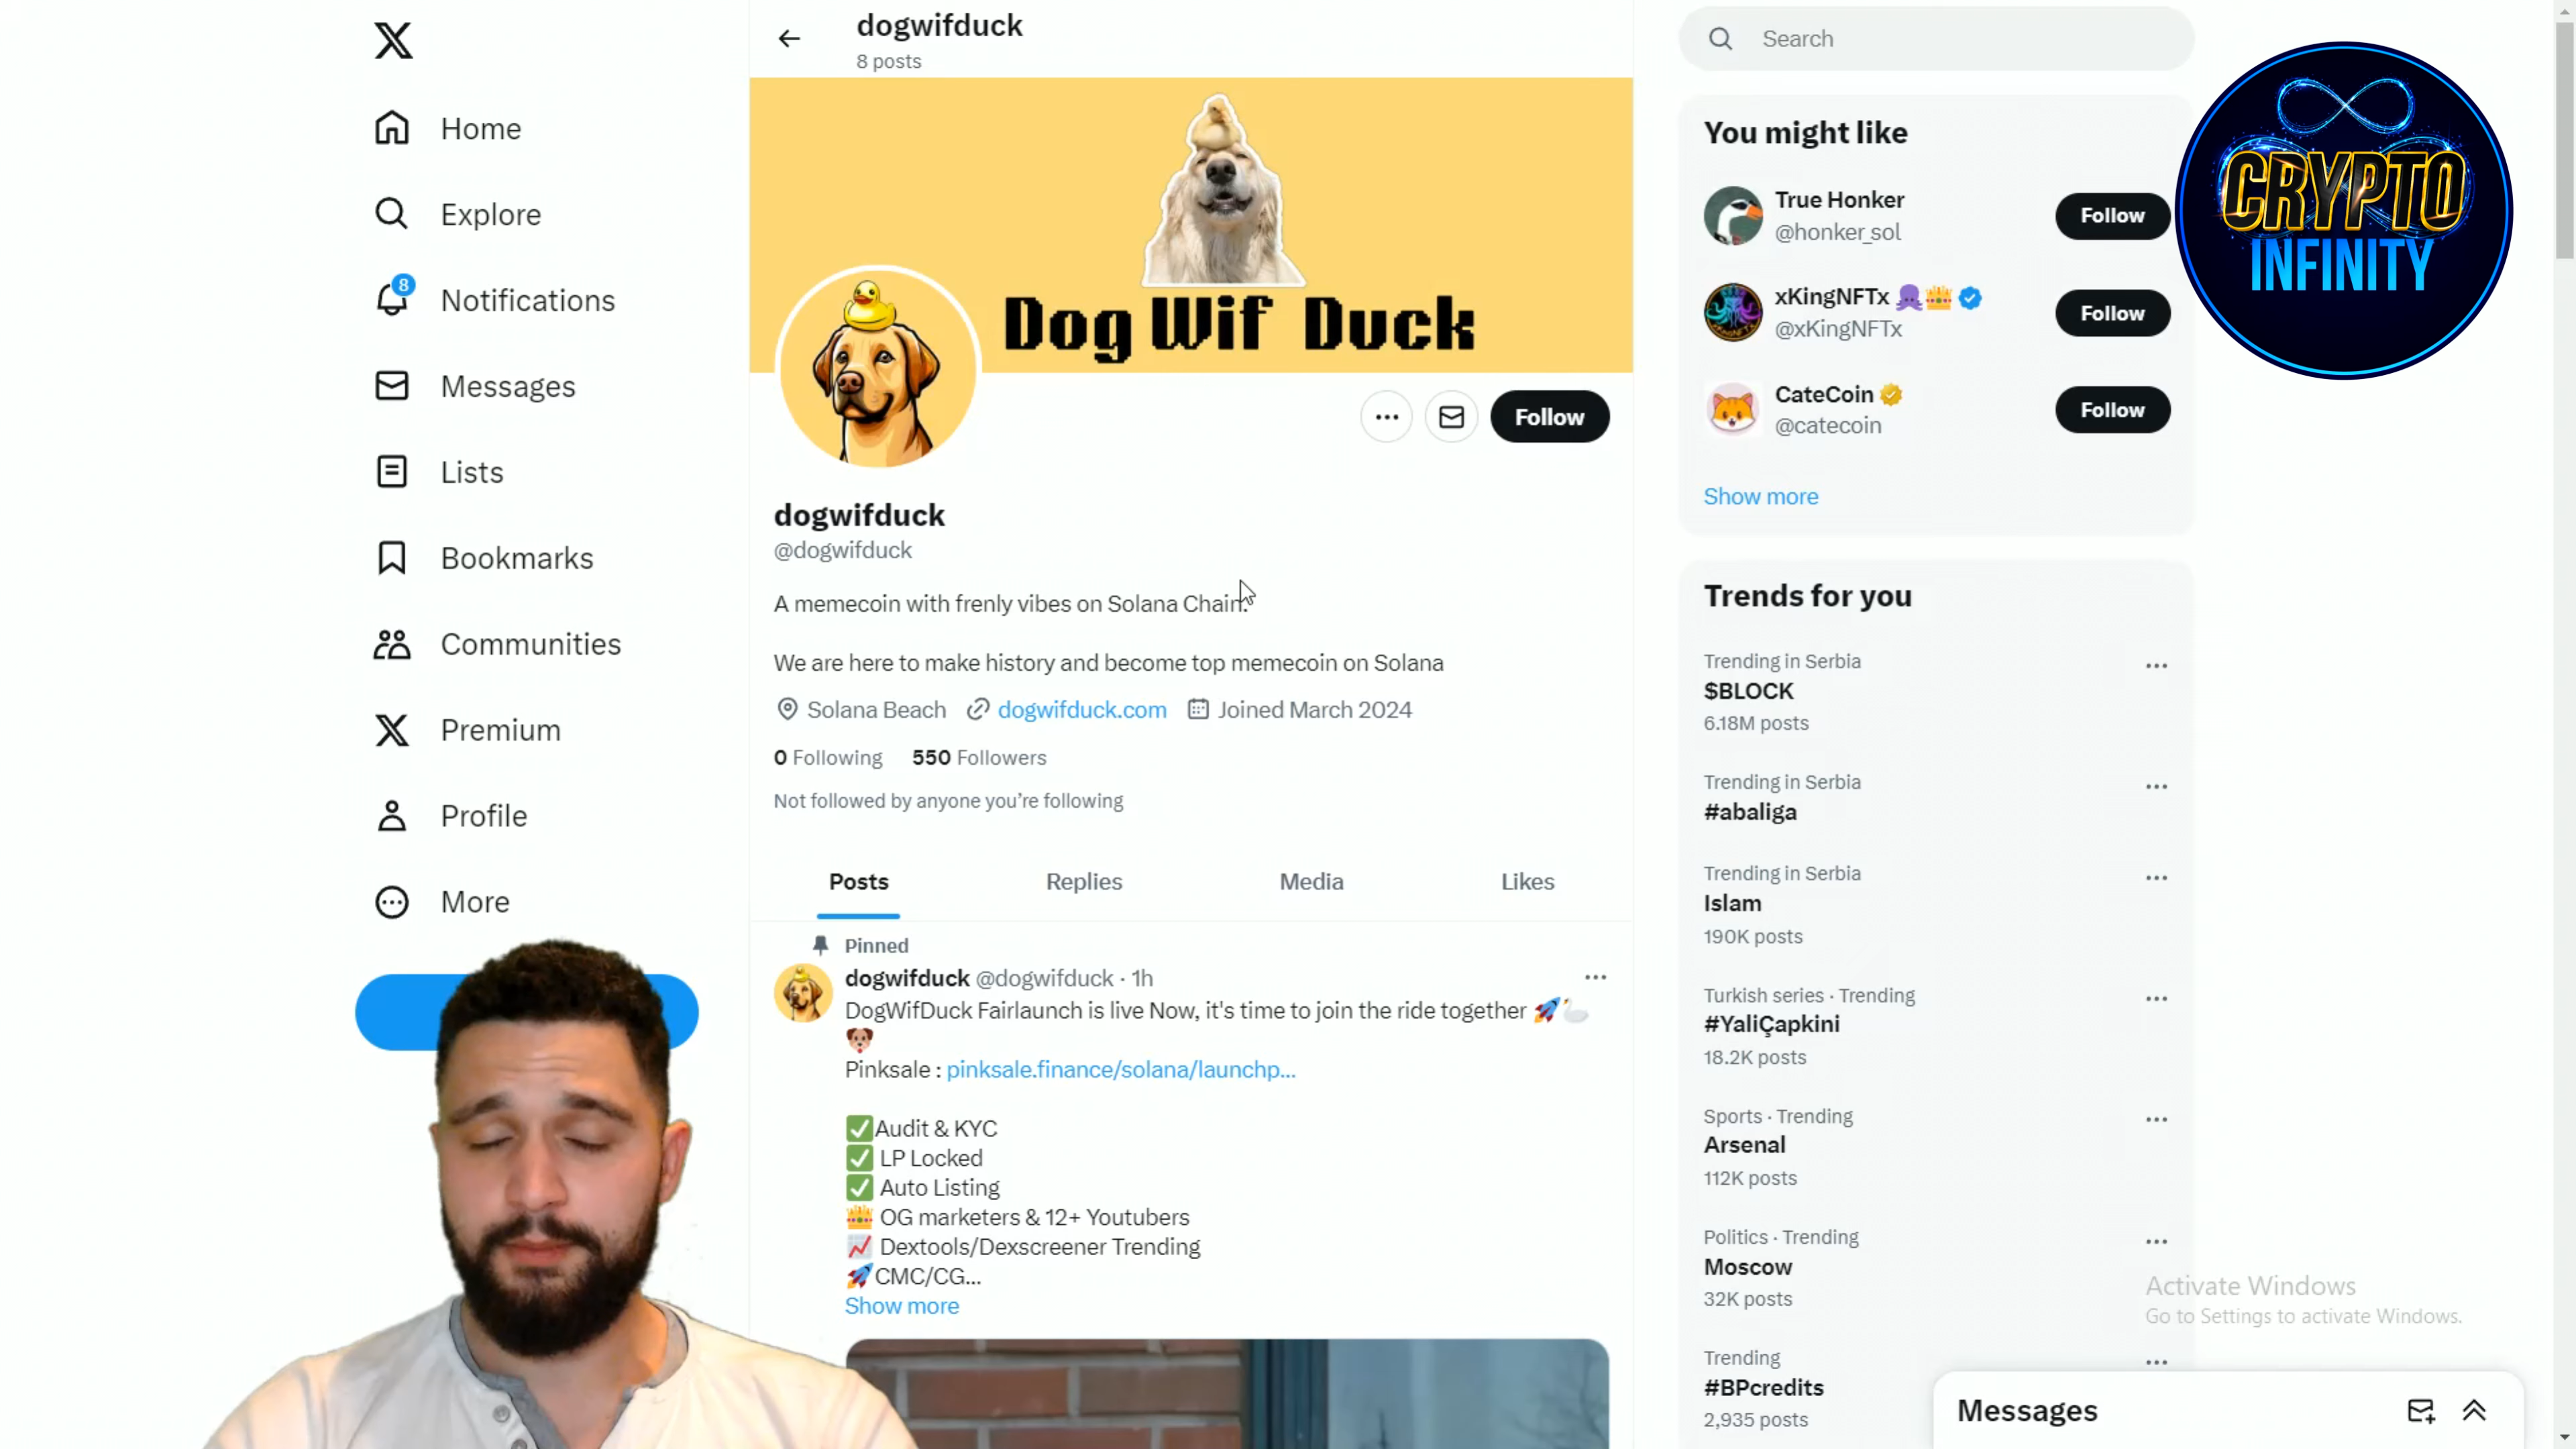 dogwifduck
8 posts
Home
Explore
8
Notifications
Messages
Lists
Bookmarks
Communities
Premium
Profile
More
Dog Wif Duck
Follow
dogwifduck
@dogwifduck
A memecoin with frenly vibes on Solana Chain.
We are here to make history and become top memecoin on Solana
Solana Beach dogwifduck.com Joined March 2024
0 Following 550 Followers
Not followed by anyone you're following
Posts Replies Media Likes
Pinned
dogwifduck @dogwifduck · 1h
DogWifDuck Fairlaunch is live Now, it's time to join the ride together 🚀🦢
🐶
Pinksale : pinksale.finance/solana/launchp...
✅Audit & KYC
✅ LP Locked
✅ Auto Listing
👑 OG marketers & 12+ Youtubers
📈 Dextools/Dexscreener Trending
🚀CMC/CG...
Show more
Search
You might like
True Honker
@honker_sol
Follow
xKingNFTx 🐙👑
@xKingNFTx
Follow
CateCoin
@catecoin
Follow
Show more
CRYPTO
INFINITY
Trends for you
Trending in Serbia
$BLOCK
6.18M posts
Trending in Serbia
#abaliga
Trending in Serbia
Islam
190K posts
Turkish series · Trending
#YaliÇapkini
18.2K posts
Sports · Trending
Arsenal
112K posts
Politics · Trending
Moscow
32K posts
Trending
#BPcredits
2,935 posts
Activate Windows
Go to Settings to activate Windows.
Messages